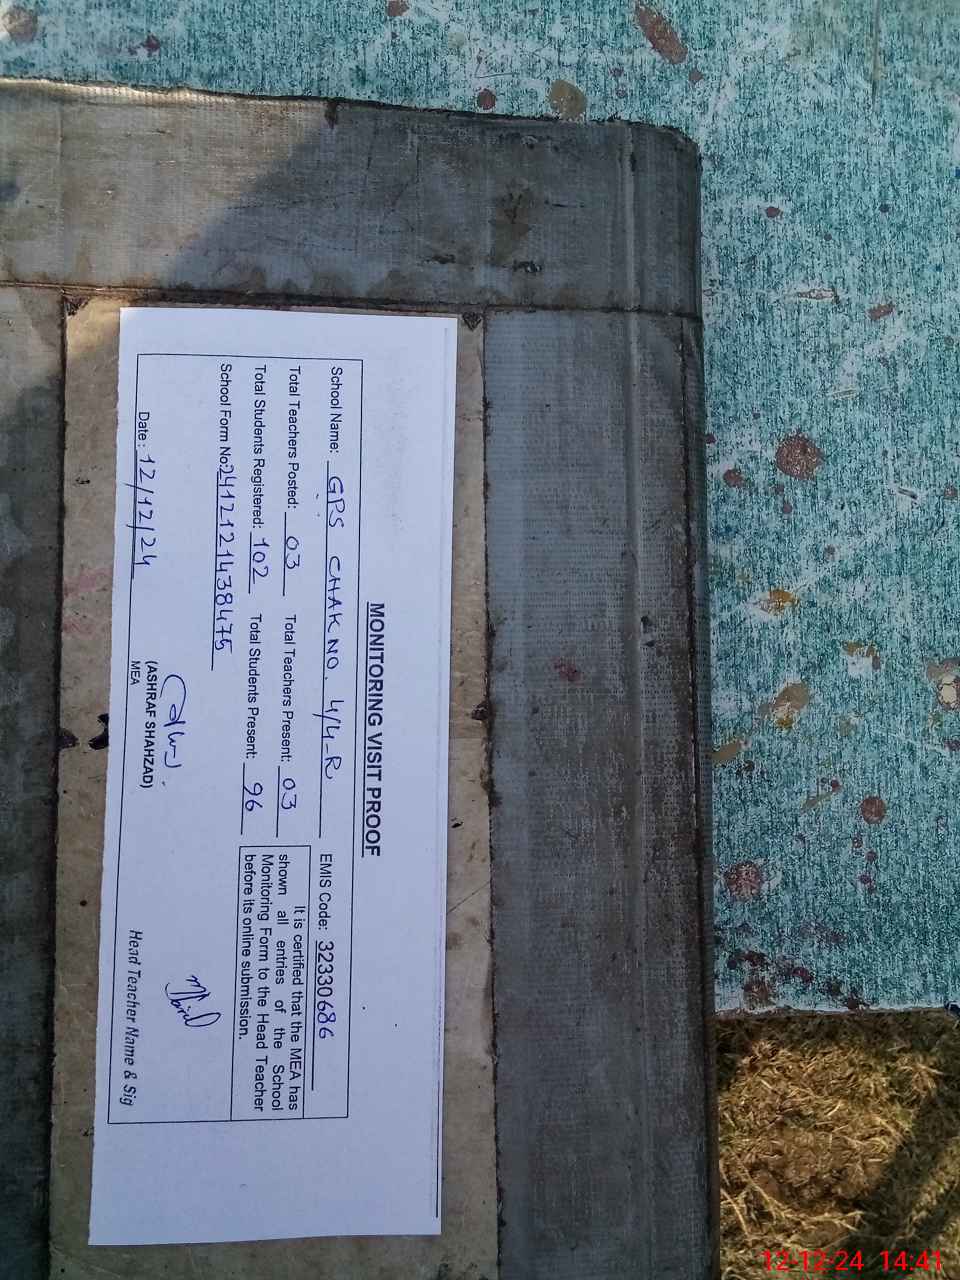 MONITORING VISIT PROOF
School Name: GPS CHAK NO. 4/4-R EMIS Code: 32330686
Total Teachers Posted: 03 Total Teachers Present: 03
Total Students Registered: 102 Total Students Present: 96
It is certified that the MEA has
shown all entries of the School
Monitoring Form to the Head Teacher
before its online submission.
School Form No: 2412121438475
(ASHRAF SHAHZAD)
Date: 12/12/24 MEA Head Teacher Name & Sig
12-12-24 14:41